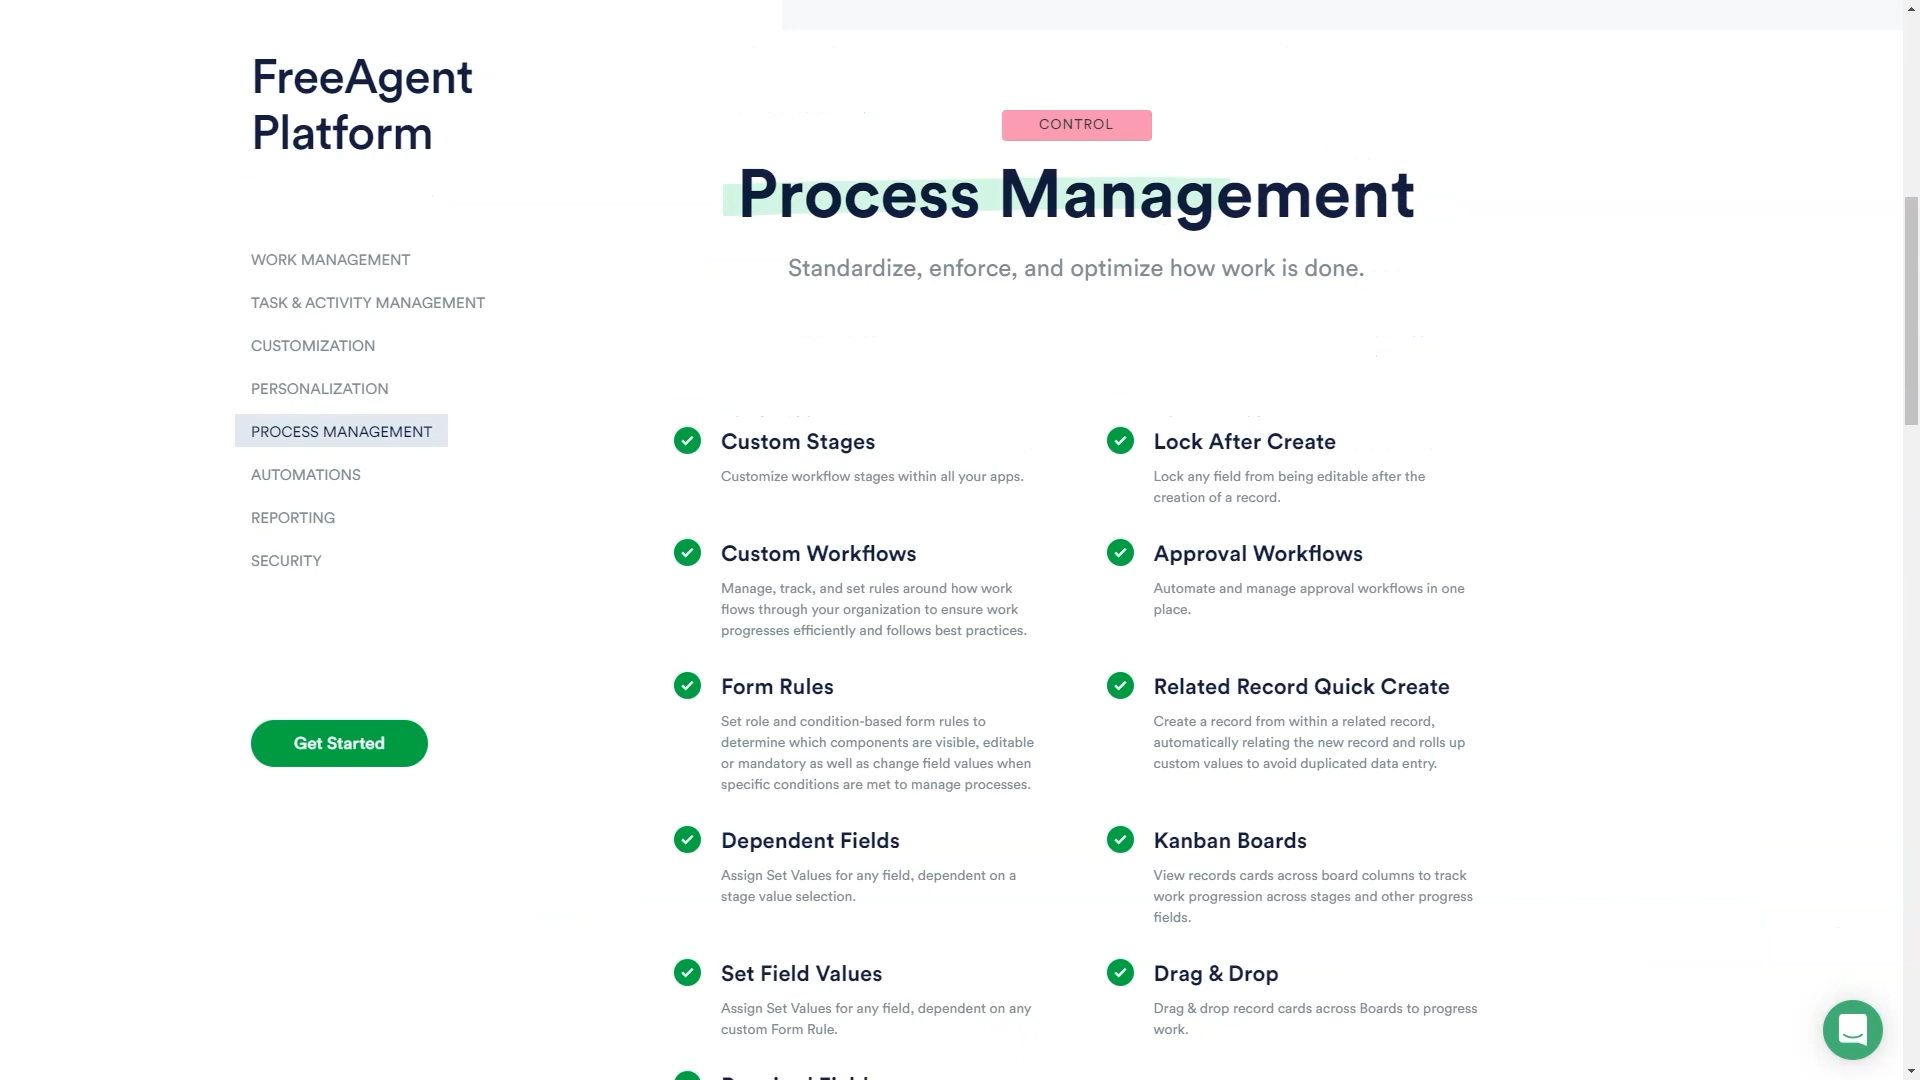 FreeAgent
Platform
WORK MANAGEMENT
TASK & ACTIVITY MANAGEMENT
CUSTOMIZATION
PERSONALIZATION
PROCESS MANAGEMENT
AUTOMATIONS
REPORTING
SECURITY
Get Started
CONTROL
Process Management
Standardize, enforce, and optimize how work is done.
Custom Stages
Customize workflow stages within all your apps.
Lock After Create
Lock any field from being editable after the
creation of a record.
Custom Workflows
Manage, track, and set rules around how work
flows through your organization to ensure work
progresses efficiently and follows best practices.
Approval Workflows
Automate and manage approval workflows in one
place.
Form Rules
Set role and condition-based form rules to
determine which components are visible, editable
or mandatory as well as change field values when
specific conditions are met to manage processes.
Related Record Quick Create
Create a record from within a related record,
automatically relating the new record and rolls up
custom values to avoid duplicated data entry.
Dependent Fields
Assign Set Values for any field, dependent on a
stage value selection.
Kanban Boards
View records cards across board columns to track
work progression across stages and other progress
fields.
Set Field Values
Assign Set Values for any field, dependent on any
custom Form Rule.
Drag & Drop
Drag & drop record cards across Boards to progress
work.